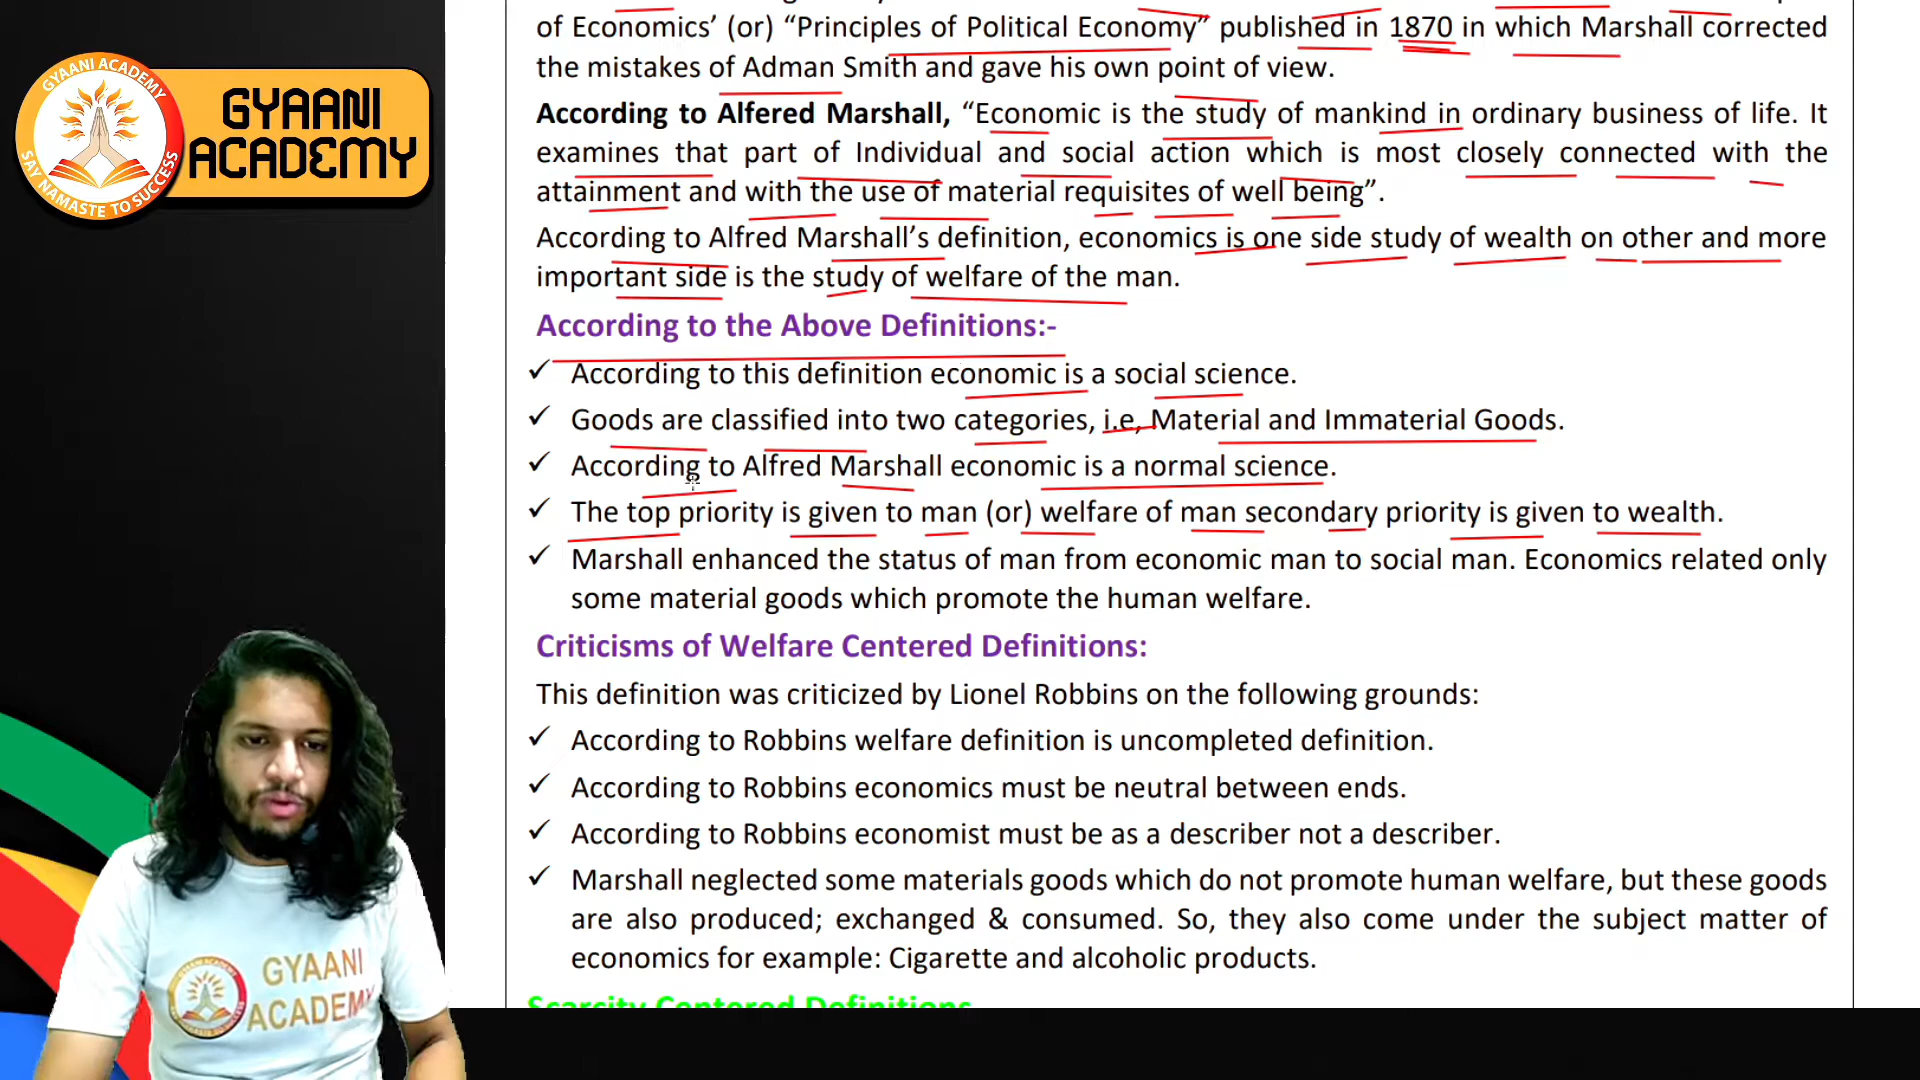 of Economics’ (or) “Principles of Political Economy” published in 1870 in which Marshall corrected
the mistakes of Adman Smith and gave his own point of view.
According to Alfered Marshall, “Economic is the study of mankind in ordinary business of life. It
examines that part of Individual and social action which is most closely connected with the
attainment and with the use of material requisites of well being”.
According to Alfred Marshall’s definition, economics is one side study of wealth on other and more
important side is the study of welfare of the man.
According to the Above Definitions:-
✓ According to this definition economic is a social science.
✓ Goods are classified into two categories, i.e, Material and Immaterial Goods.
✓ According to Alfred Marshall economic is a normal science.
✓ The top priority is given to man (or) welfare of man secondary priority is given to wealth.
✓ Marshall enhanced the status of man from economic man to social man. Economics related only
some material goods which promote the human welfare.
Criticisms of Welfare Centered Definitions:
This definition was criticized by Lionel Robbins on the following grounds:
✓ According to Robbins welfare definition is uncompleted definition.
✓ According to Robbins economics must be neutral between ends.
✓ According to Robbins economist must be as a describer not a describer.
✓ Marshall neglected some materials goods which do not promote human welfare, but these goods
are also produced; exchanged & consumed. So, they also come under the subject matter of
economics for example: Cigarette and alcoholic products.
Scarcity Centered Definitions
GYAANI ACADEMY
SAY NAMASTE TO SUCCESS
GYAANI
ACADEMY
GYAANI
ACADEMY